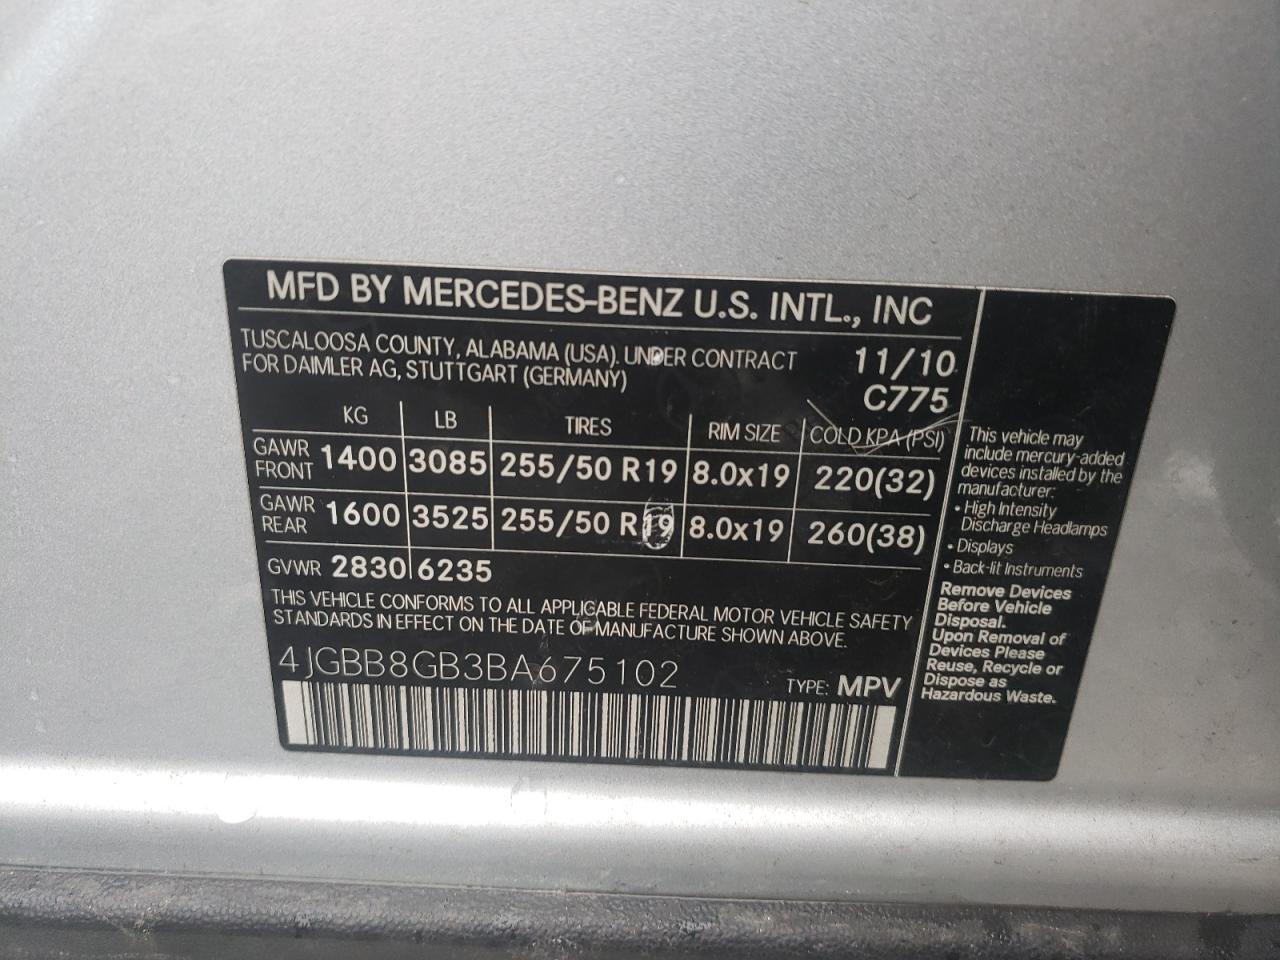 MFD BY MERCEDES-BENZ U.S. INTL., INC
TUSCALOOSA COUNTY, ALABAMA (USA). UNDER CONTRACT
FOR DAIMLER AG, STUTTGART (GERMANY)
11/10
C775
KG LB TIRES RIM SIZE COLD KPA (PSI)
GAWR FRONT 1400 3085 255/50 R19 8.0x19 220(32)
GAWR REAR 1600 3525 255/50 R19 8.0x19 260(38)
GVWR 2830 6235
THIS VEHICLE CONFORMS TO ALL APPLICABLE FEDERAL MOTOR VEHICLE SAFETY
STANDARDS IN EFFECT ON THE DATE OF MANUFACTURE SHOWN ABOVE.
4JGBB8GB3BA675102
TYPE: MPV
This vehicle may
include mercury-added
devices installed by the
manufacturer:
• High Intensity
Discharge Headlamps
• Displays
• Back-lit Instruments
Remove Devices
Before Vehicle
Disposal.
Upon Removal of
Devices Please
Reuse, Recycle or
Dispose as
Hazardous Waste.